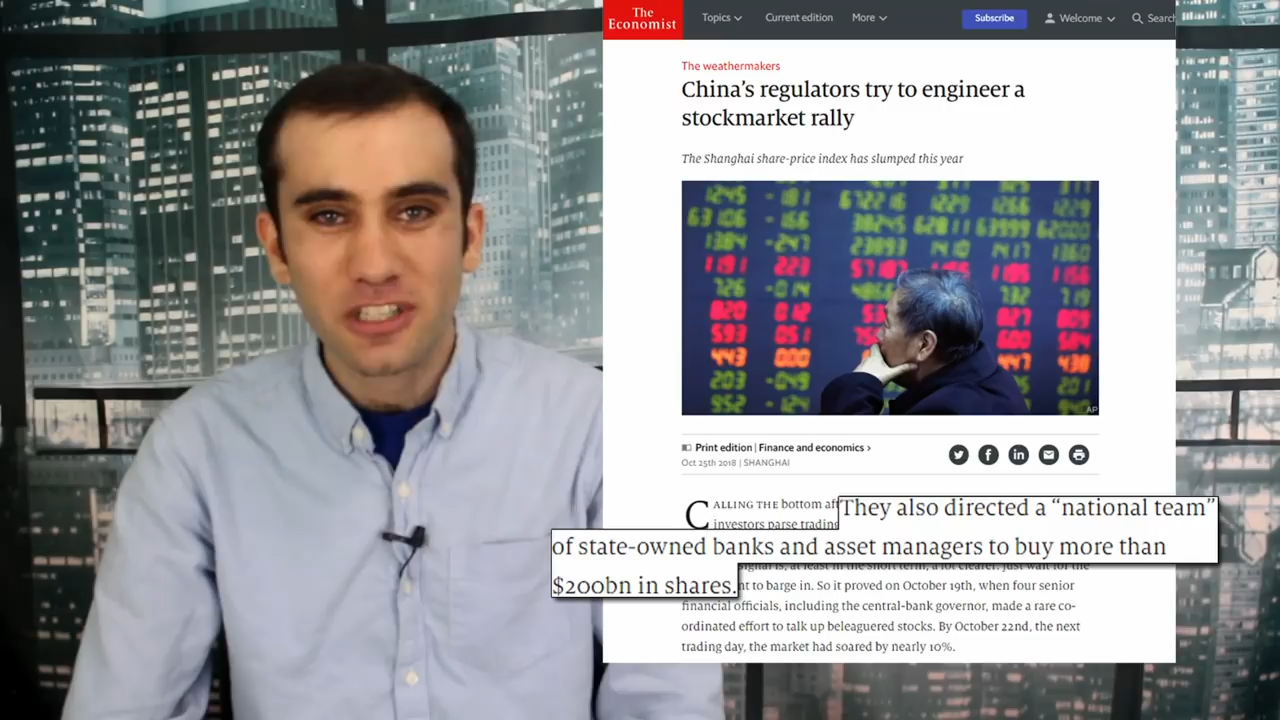 The
Economist
Topics
Current edition
More
Subscribe
Welcome
Search
The weathermakers
China's regulators try to engineer a
stockmarket rally
The Shanghai share-price index has slumped this year
AP
Print edition | Finance and economics ›
Oct 25th 2018 | SHANGHAI
CALLING THE bottom
investors parse trading
They also directed a “national team”
of state-owned banks and asset managers to buy more than
$200bn in shares.
to barge in. So it proved on October 19th, when four senior
financial officials, including the central-bank governor, made a rare co-
ordinated effort to talk up beleaguered stocks. By October 22nd, the next
trading day, the market had soared by nearly 10%.